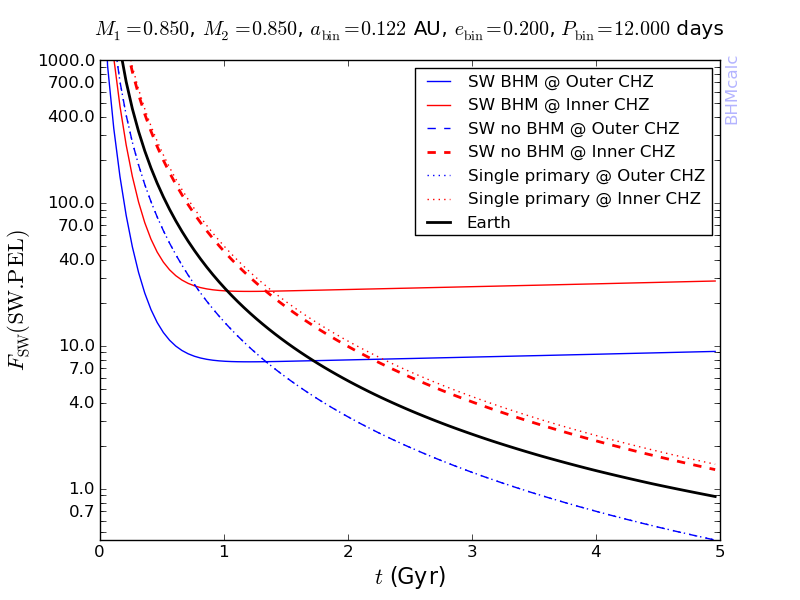 M1 = 0.850, M2 = 0.850, abin = 0.122 AU, ebin = 0.200, Pbin = 12.000 days
BHMcalc
SW BHM @ Outer CHZ
SW BHM @ Inner CHZ
SW no BHM @ Outer CHZ
SW no BHM @ Inner CHZ
Single primary @ Outer CHZ
Single primary @ Inner CHZ
Earth
1000.0
700.0
400.0
100.0
70.0
40.0
10.0
7.0
4.0
1.0
0.7
FSW(SW.PEL)
0 1 2 3 4 5
t (Gyr)